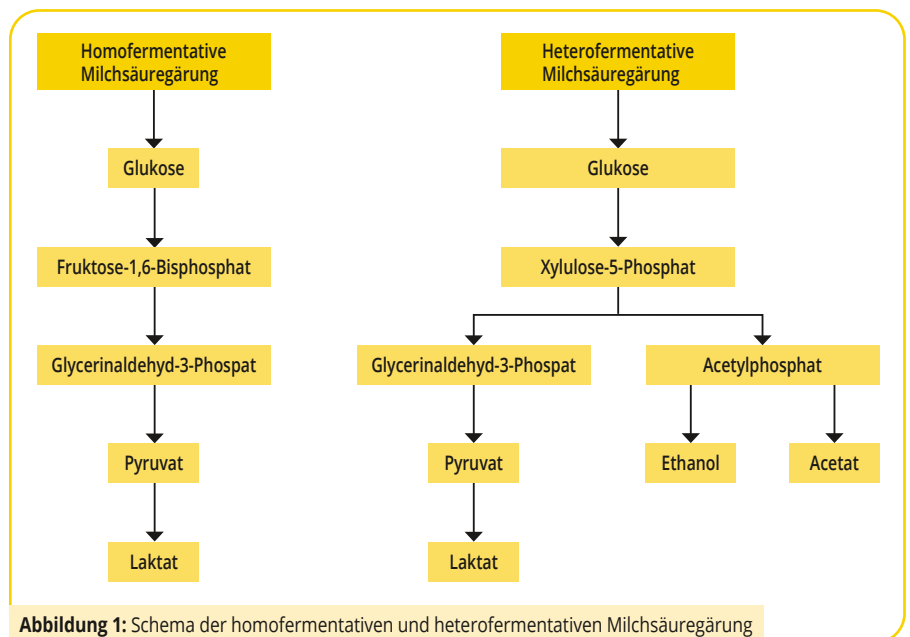 Homofermentative
Milchsäuregärung
Glukose
Fruktose-1,6-Bisphosphat
Glycerinaldehyd-3-Phospat
Pyruvat
Laktat
Heterofermentative
Milchsäuregärung
Glukose
Xylulose-5-Phosphat
Glycerinaldehyd-3-Phospat
Acetylphosphat
Pyruvat
Ethanol
Acetat
Laktat
Abbildung 1: Schema der homofermentativen und heterofermentativen Milchsäuregärung